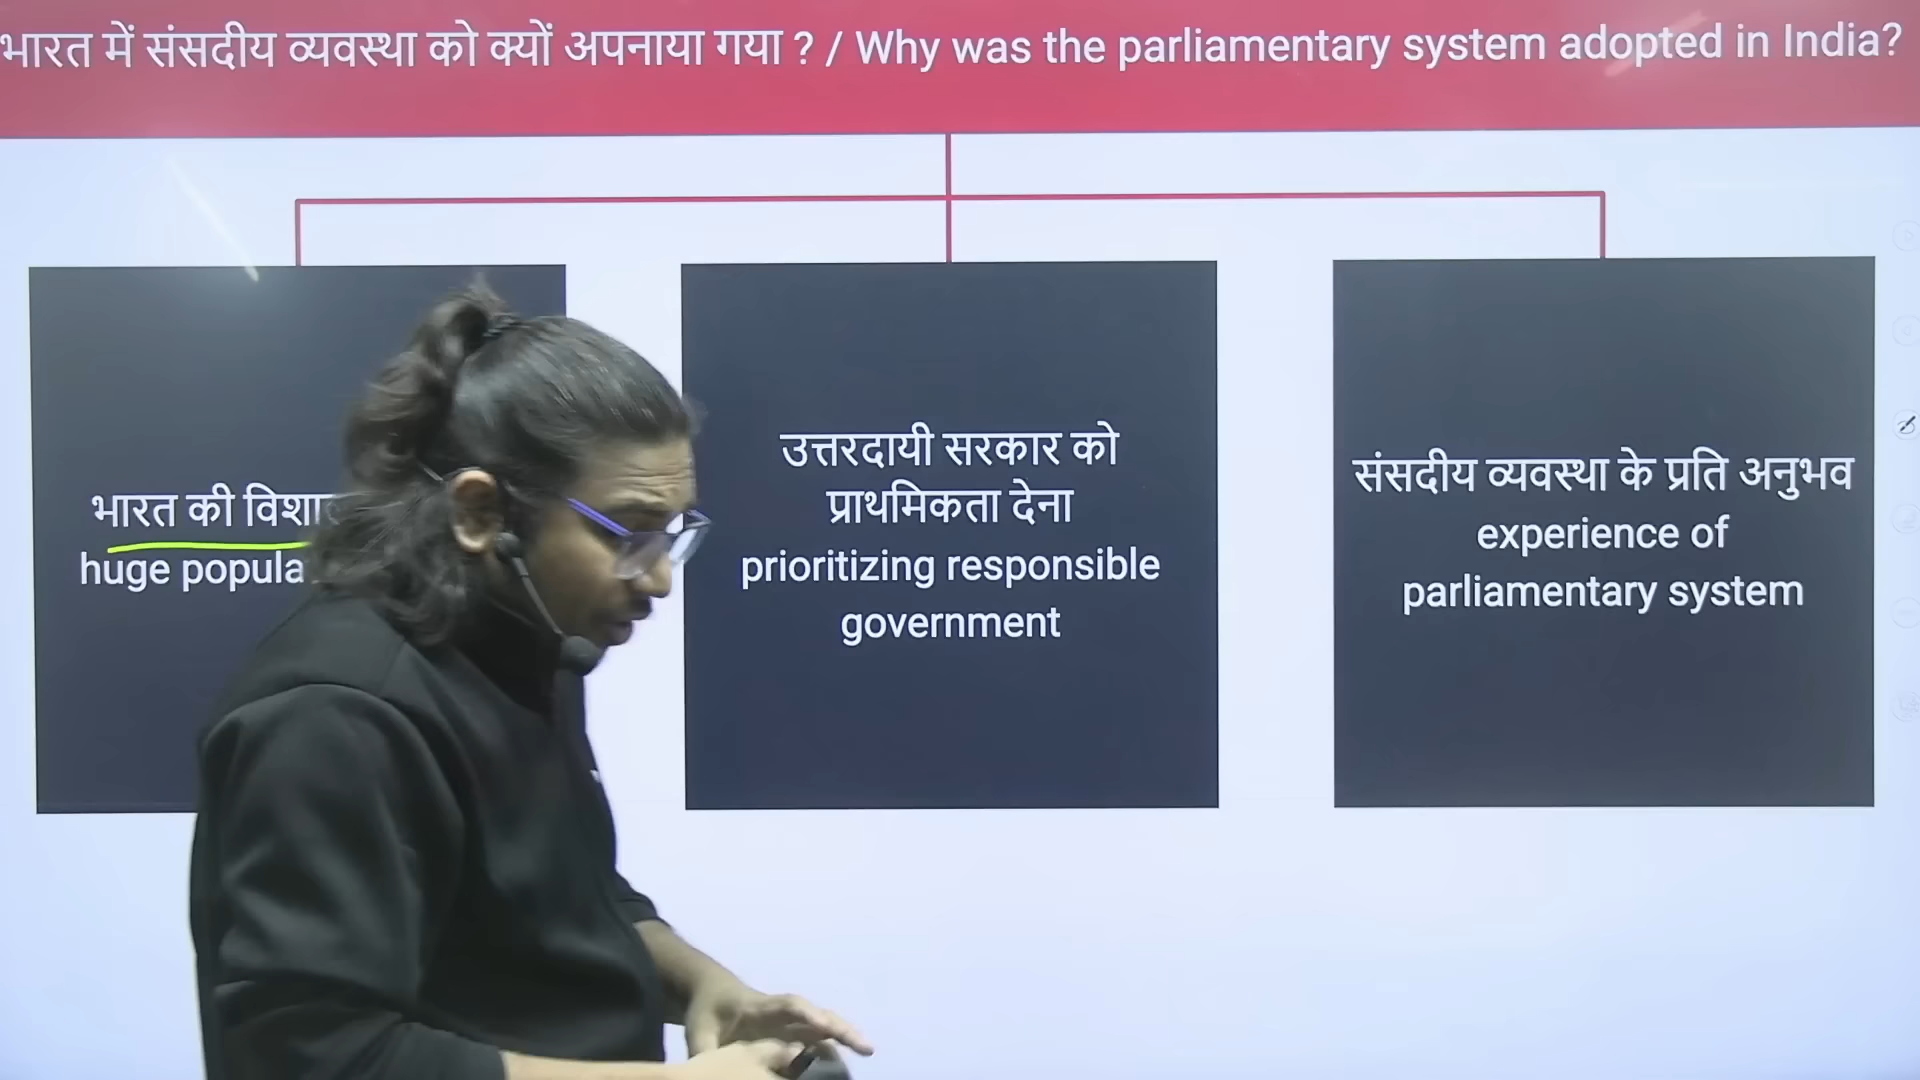 भारत में संसदीय व्यवस्था को क्यों अपनाया गया ? / Why was the parliamentary system adopted in India?
भारत की
huge
उत्तरदायी सरकार को
प्राथमिकता देना
prioritizing responsible
government
संसदीय व्यवस्था के प्रति अनुभव
experience of
parliamentary system